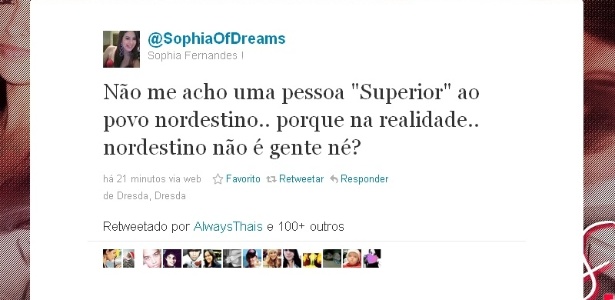 @SophiaOfDreams
Sophia Fernandes !
Não me acho uma pessoa "Superior" ao
povo nordestino.. porque na realidade..
nordestino não é gente né?
há 21 minutos via web Favorito Retweetar Responder
de Dresda, Dresda
Retweetado por AlwaysThais e 100+ outros